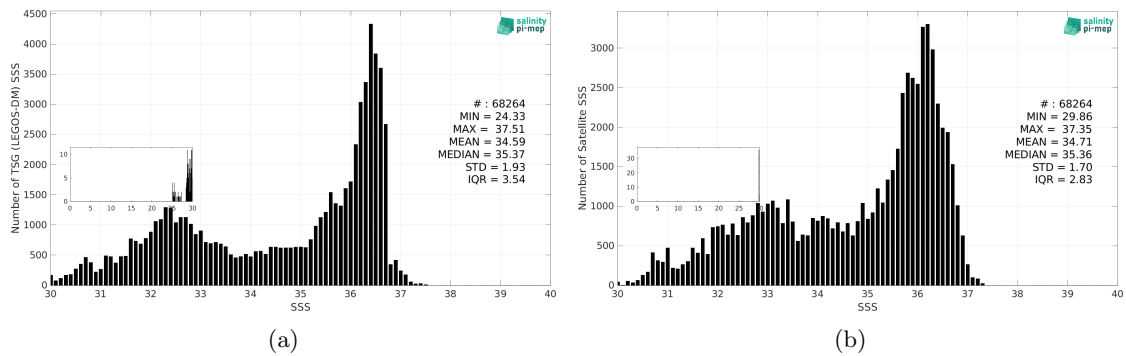 4500
4000
3500
3000
2500
2000
1500
1000
500
0
Number of TSG (LEGOS-DM) SSS
salinity
pi-mep
# : 68264
MIN = 24.33
MAX = 37.51
MEAN = 34.59
MEDIAN = 35.37
STD = 1.93
IQR = 3.54
10
5
0
0 5 10 15 20 25 30
30 31 32 33 34 35 36 37 38 39 40
SSS
(a)
3000
2500
2000
1500
1000
500
0
Number of Satellite SSS
salinity
pi-mep
# : 68264
MIN = 29.86
MAX = 37.35
MEAN = 34.71
MEDIAN = 35.36
STD = 1.70
IQR = 2.83
30
20
10
0
0 5 10 15 20 25 30
30 31 32 33 34 35 36 37 38 39 40
SSS
(b)